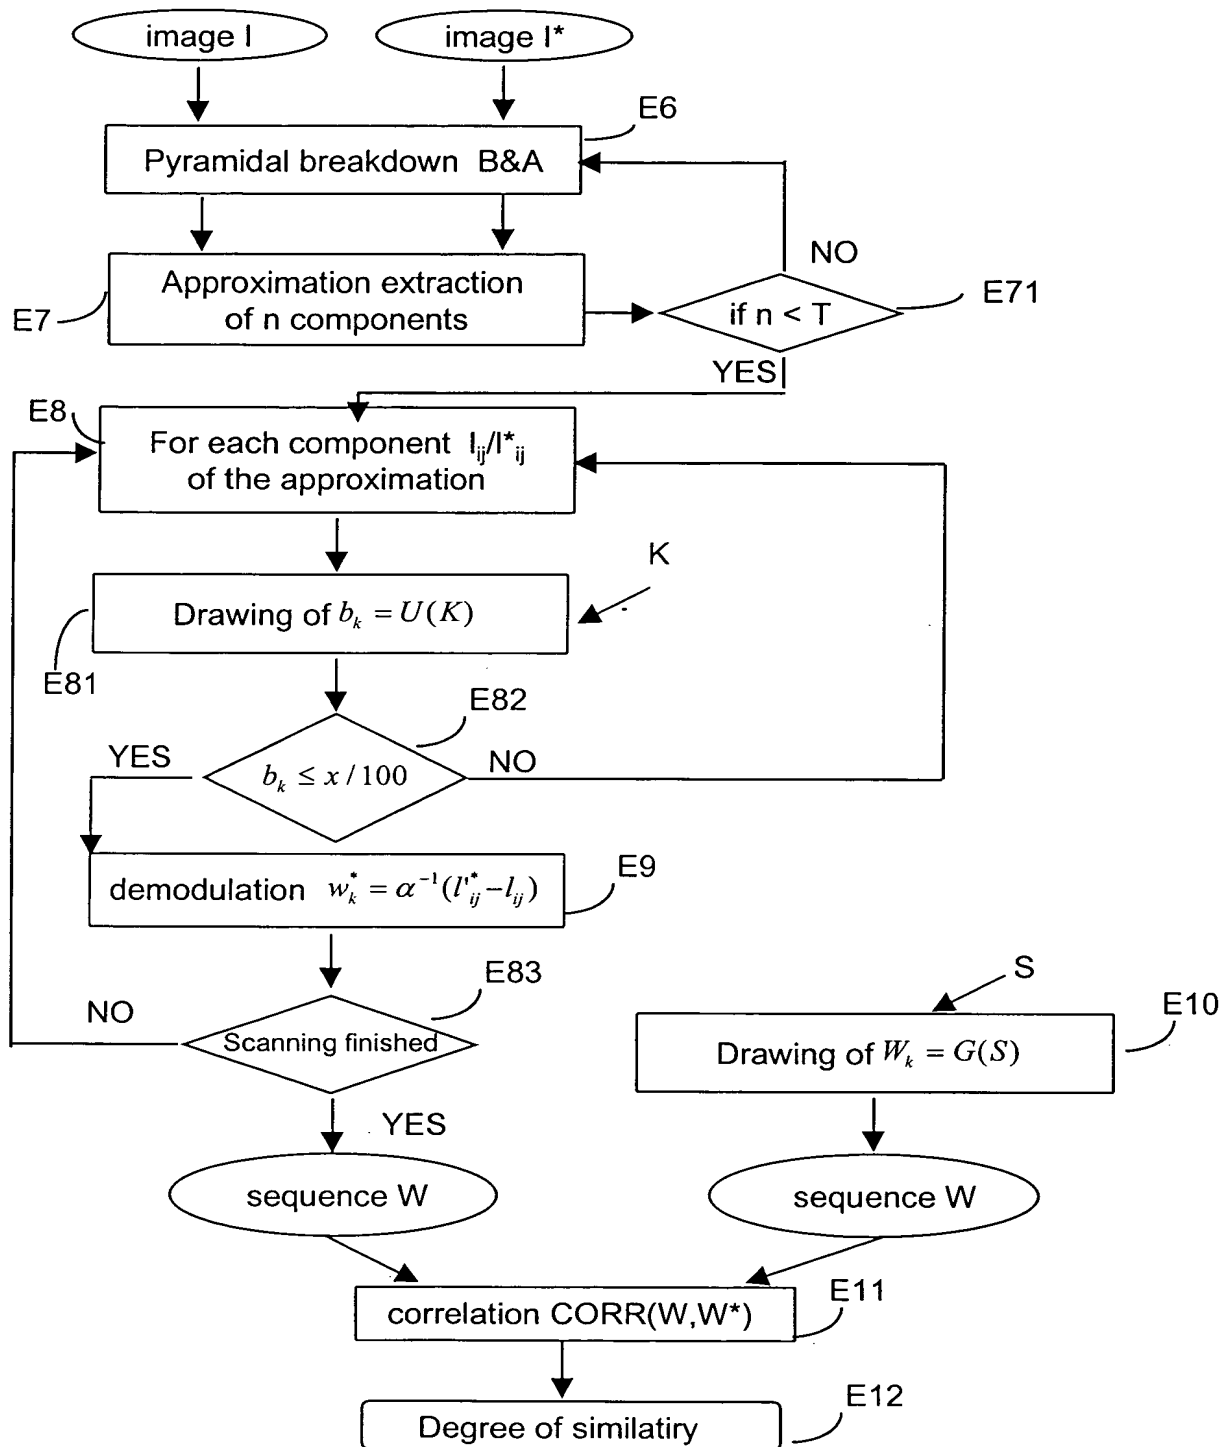 image I
image I*
E6
Pyramidal breakdown B&A
NO
Approximation extraction
of n components
E7
if n < T
E71
YES
E8
For each component I_ij/I*_ij
of the approximation
K
Drawing of b_k = U(K)
E81
E82
YES
b_k ≤ x / 100
NO
demodulation w_k^* = α^{-1}(l'^*_ij - l_ij)
E9
E83
NO
Scanning finished
YES
S
E10
Drawing of W_k = G(S)
sequence W
sequence W
correlation CORR(W,W*)
E11
Degree of similatiry
E12